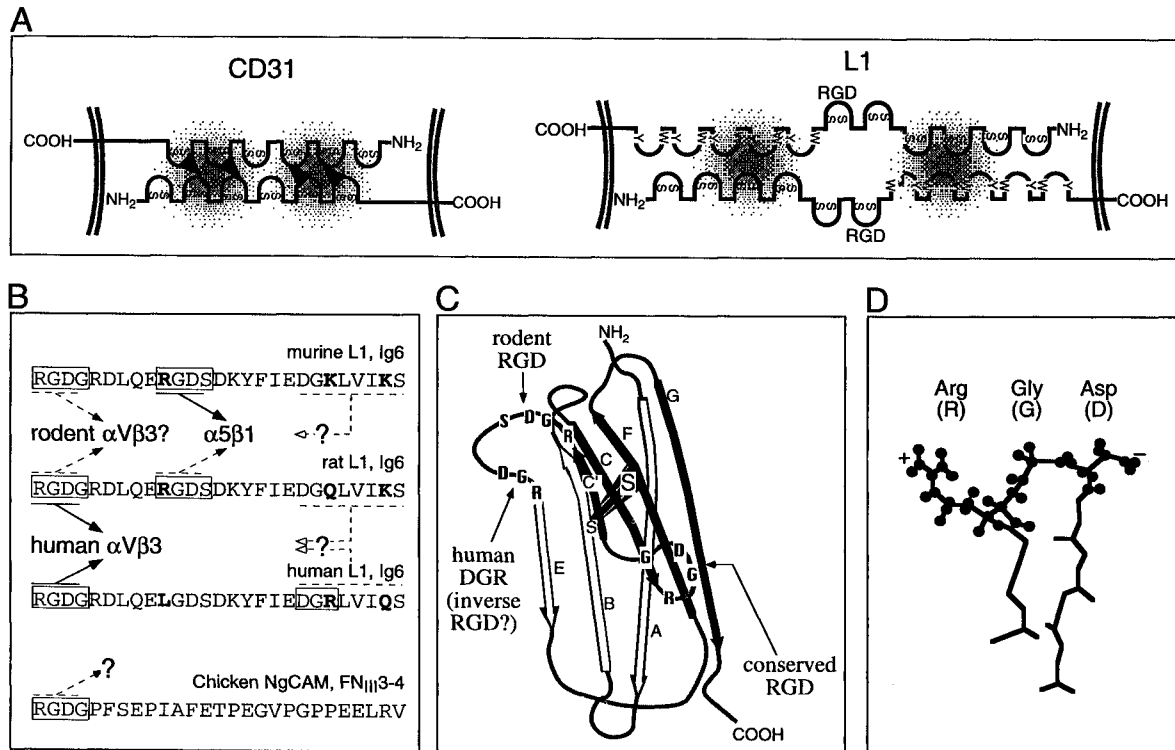 A
CD31
L1
RGD
COOH
NH2
COOH
NH2
NH2
COOH
NH2
COOH
RGD
B
murine L1, Ig6
RGDGRDLQERGDSDKYFIEDGKLVIKS
rodent αVβ3?
α5β1
?
rat L1, Ig6
RGDGRDLQERGDSDKYFIEDGQLVIKS
human αVβ3
?
human L1, Ig6
RGDGRDLQELGDSDKYFIEDGRLVIQS
?
Chicken NgCAM, FNIII3-4
RGDGPFSEPIAFETPEGVPGPPEELRV
C
rodent
RGD
NH2
G
S D G R
F
C
C'
S
D G R
S
human
DGR
(inverse
RGD?)
E
B
A
G
D
G
R
conserved
RGD
COOH
D
Arg
(R)
Gly
(G)
Asp
(D)
+
−